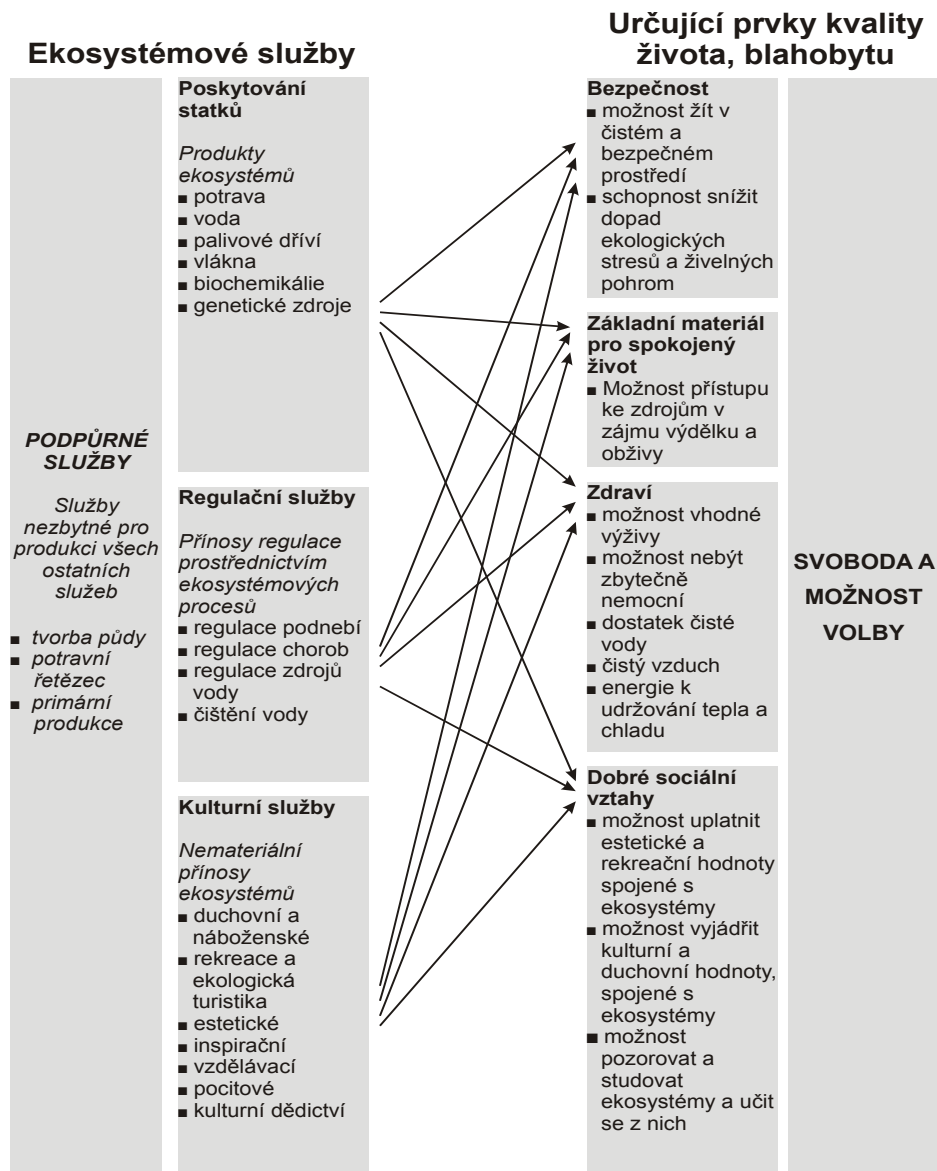 Ekosystémové služby
PODPŮRNÉ
SLUŽBY
Služby
nezbytné pro
produkci všech
ostatních
služeb
■ tvorba půdy
■ potravní
řetězec
■ primární
produkce
Poskytování
statků
Produkty
ekosystémů
■ potrava
■ voda
■ palivové dříví
■ vlákna
■ biochemikálie
■ genetické zdroje
Regulační služby
Přínosy regulace
prostřednictvím
ekosystémových
procesů
■ regulace podnebí
■ regulace chorob
■ regulace zdrojů
vody
■ čištění vody
Kulturní služby
Nemateriální
přínosy
ekosystémů
■ duchovní a
náboženské
■ rekreace a
ekologická
turistika
■ estetické
■ inspirační
■ vzdělávací
■ pocitové
■ kulturní dědictví
Určující prvky kvality
života, blahobytu
Bezpečnost
■ možnost žít v
čistém a
bezpečném
prostředí
■ schopnost snížit
dopad
ekologických
stresů a živelných
pohrom
Základní materiál
pro spokojený
život
■ Možnost přístupu
ke zdrojům v
zájmu výdělku a
obživy
Zdraví
■ možnost vhodné
výživy
■ možnost nebýt
zbytečně
nemocní
■ dostatek čisté
vody
■ čistý vzduch
■ energie k
udržování tepla a
chladu
Dobré sociální
vztahy
■ možnost uplatnit
estetické a
rekreační hodnoty
spojené s
ekosystémy
■ možnost vyjádřit
kulturní a
duchovní hodnoty,
spojené s
ekosystémy
■ možnost
pozorovat a
studovat
ekosystémy a učit
se z nich
SVOBODA A
MOŽNOST
VOLBY